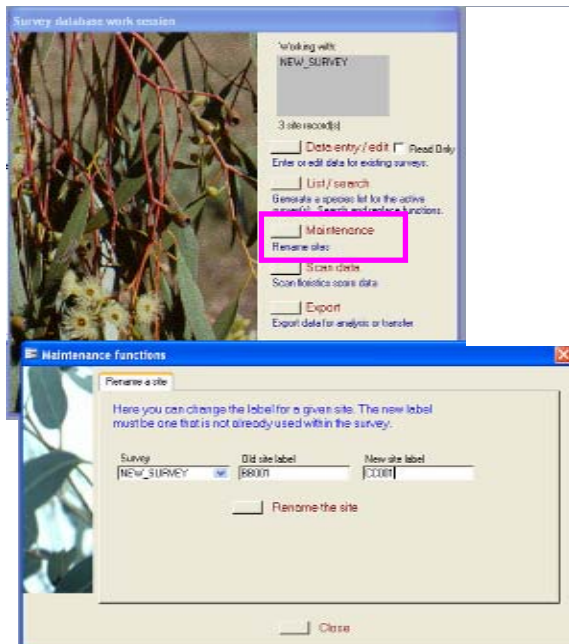 Survey database work session
Working with:
NEW_SURVEY
3 site record(s)
Data entry / edit
Read Only
Enter or edit data for existing surveys.
List / search
Generate a species list for the active
survey(s). Search and replace functions.
Maintenance
Rename sites
Scan data
Scan floristics score data
Export
Export data for analysis or transfer
Maintenance functions
Rename a site
Here you can change the label for a given site. The new label
must be one that is not already used within the survey.
Survey
Old site label
New site label
NEW_SURVEY
BB001
CC001
Rename the site
Close